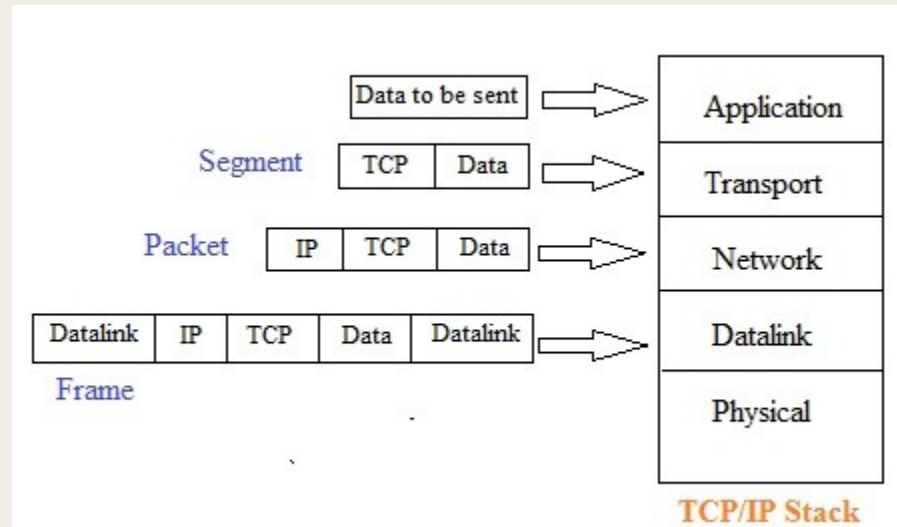 Data to be sent
Application
Segment TCP Data
Transport
Packet IP TCP Data
Network
Datalink IP TCP Data Datalink
Datalink
Frame
Physical
TCP/IP Stack